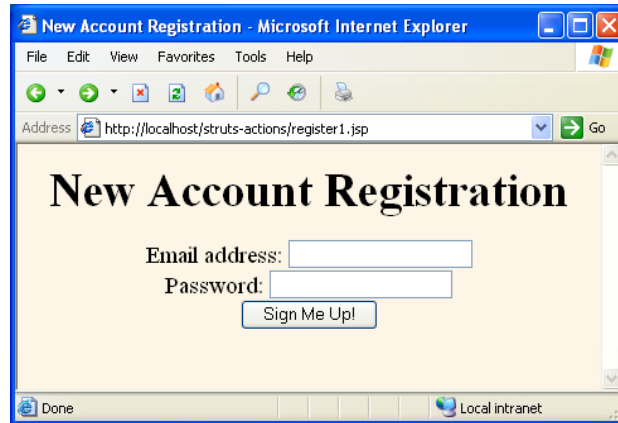 New Account Registration - Microsoft Internet Explorer
File Edit View Favorites Tools Help
Address http://localhost/struts-actions/register1.jsp Go
New Account Registration
Email address:
Password:
Sign Me Up!
Done Local intranet